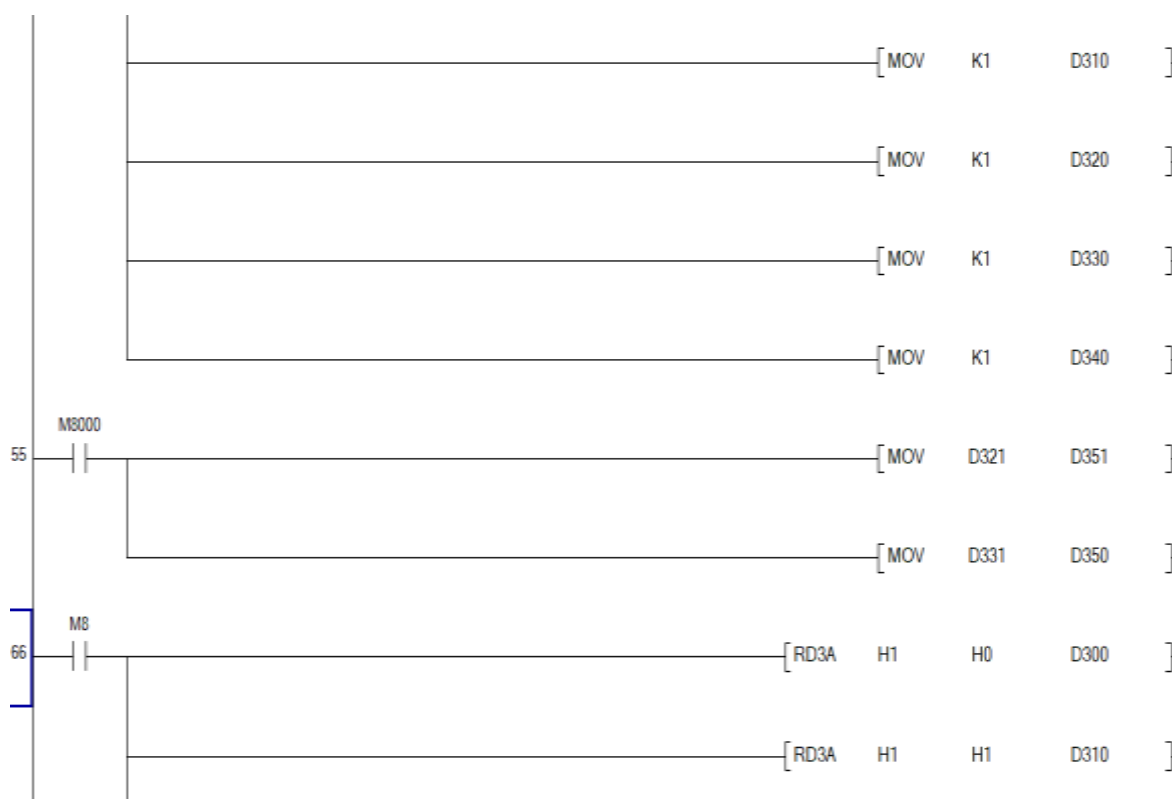 [ MOV K1 D310 ]
[ MOV K1 D320 ]
[ MOV K1 D330 ]
[ MOV K1 D340 ]
M8000
55 [ MOV D321 D351 ]
[ MOV D331 D350 ]
M8
66 [ RD3A H1 H0 D300 ]
[ RD3A H1 H1 D310 ]